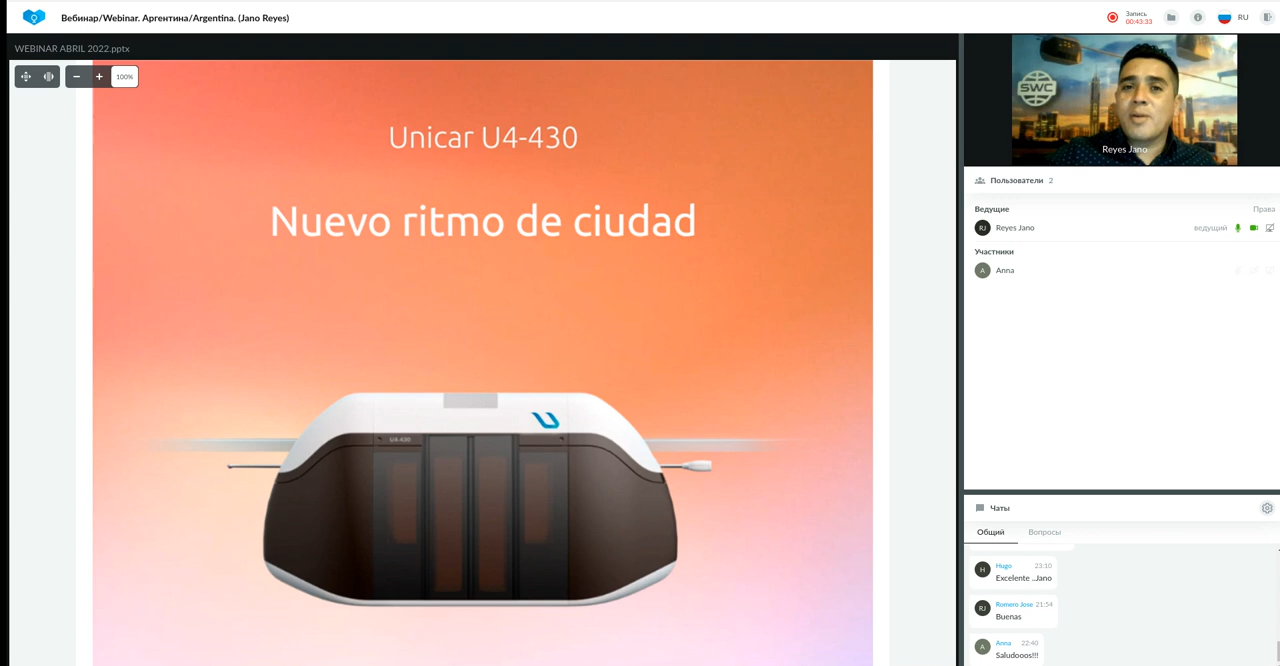 Вебинар/Webinar. Аргентина/Argentina. (Jano Reyes)
Запись
00:43:33
RU
WEBINAR ABRIL 2022.pptx
100%
Unicar U4-430
Nuevo ritmo de ciudad
U4-430
SWC
Reyes Jano
Пользователи 2
Ведущие Права
RJ Reyes Jano ведущий
Участники
A Anna
Чаты
Общий Вопросы
H Hugo 23:10
Excelente ..Jano
RJ Romero Jose 21:54
Buenas
A Anna 22:40
Saludooos!!!